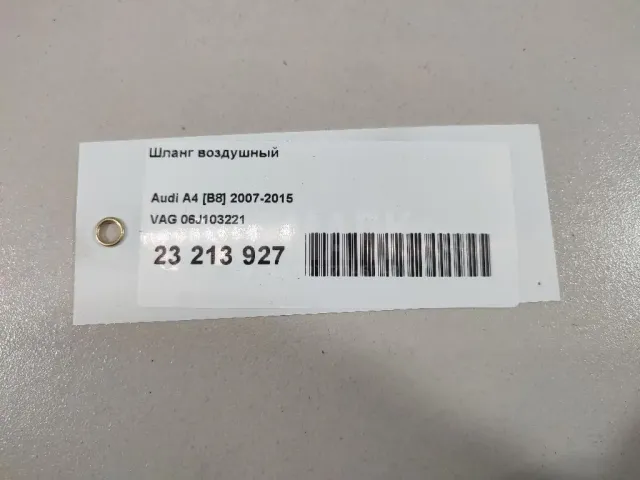 Шланг воздушный
Audi A4 [B8] 2007-2015
VAG 06J103221
23 213 927